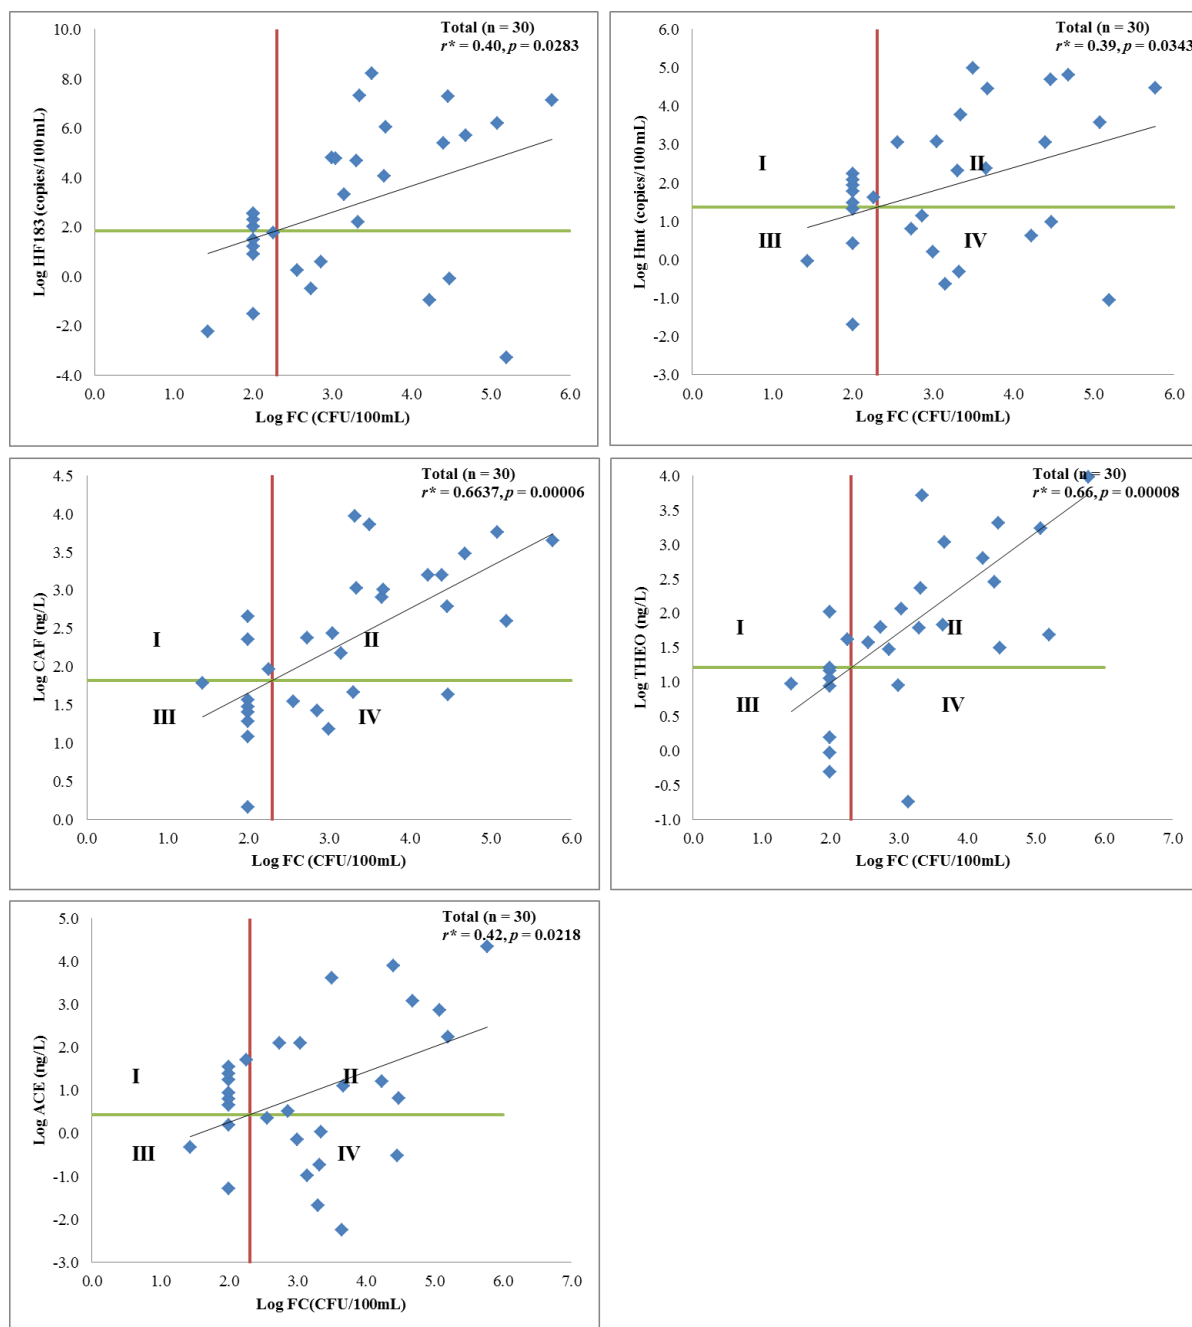 Total (n = 30)
r* = 0.40, p = 0.0283
10.0
8.0
6.0
4.0
2.0
0.0
-2.0
-4.0
Log HF183 (copies/100mL)
0.0 1.0 2.0 3.0 4.0 5.0 6.0
Log FC (CFU/100mL)
Total (n = 30)
r* = 0.39, p = 0.0343
6.0
5.0
4.0
3.0
2.0
1.0
0.0
-1.0
-2.0
-3.0
Log Hmt (copies/100mL)
I II
III IV
0.0 1.0 2.0 3.0 4.0 5.0 6.0
Log FC (CFU/100mL)
Total (n = 30)
r* = 0.6637, p = 0.00006
4.5
4.0
3.5
3.0
2.5
2.0
1.5
1.0
0.5
0.0
Log CAF (ng/L)
I II
III IV
0.0 1.0 2.0 3.0 4.0 5.0 6.0
Log FC (CFU/100mL)
Total (n = 30)
r* = 0.66, p = 0.00008
4.0
3.5
3.0
2.5
2.0
1.5
1.0
0.5
0.0
-0.5
-1.0
Log THEO (ng/L)
I II
III IV
0.0 1.0 2.0 3.0 4.0 5.0 6.0 7.0
Log FC (CFU/100mL)
Total (n = 30)
r* = 0.42, p = 0.0218
5.0
4.0
3.0
2.0
1.0
0.0
-1.0
-2.0
-3.0
Log ACE (ng/L)
I II
III IV
0.0 1.0 2.0 3.0 4.0 5.0 6.0 7.0
Log FC(CFU/100mL)